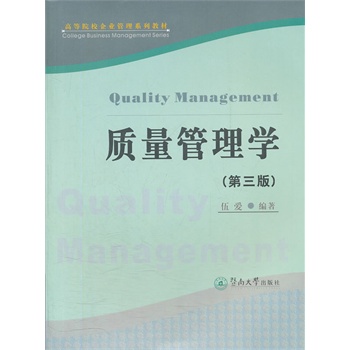 高等院校企业管理系列教材
College Business Management Series
Quality Management
质量管理学
（第三版）
伍爱 ● 编著
Quality
Management
暨南大学出版社